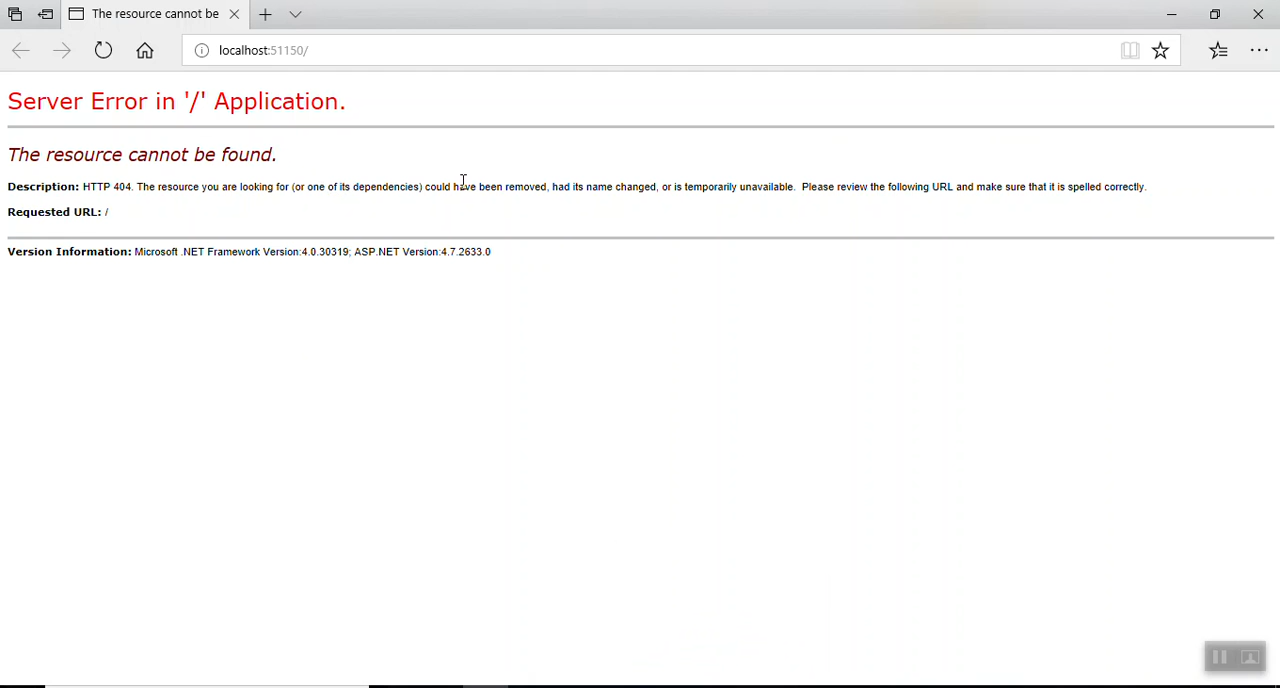 The resource cannot be
localhost:51150/
Server Error in '/' Application.
The resource cannot be found.
Description: HTTP 404. The resource you are looking for (or one of its dependencies) could have been removed, had its name changed, or is temporarily unavailable.  Please review the following URL and make sure that it is spelled correctly.
Requested URL: /
Version Information: Microsoft .NET Framework Version:4.0.30319; ASP.NET Version:4.7.2633.0